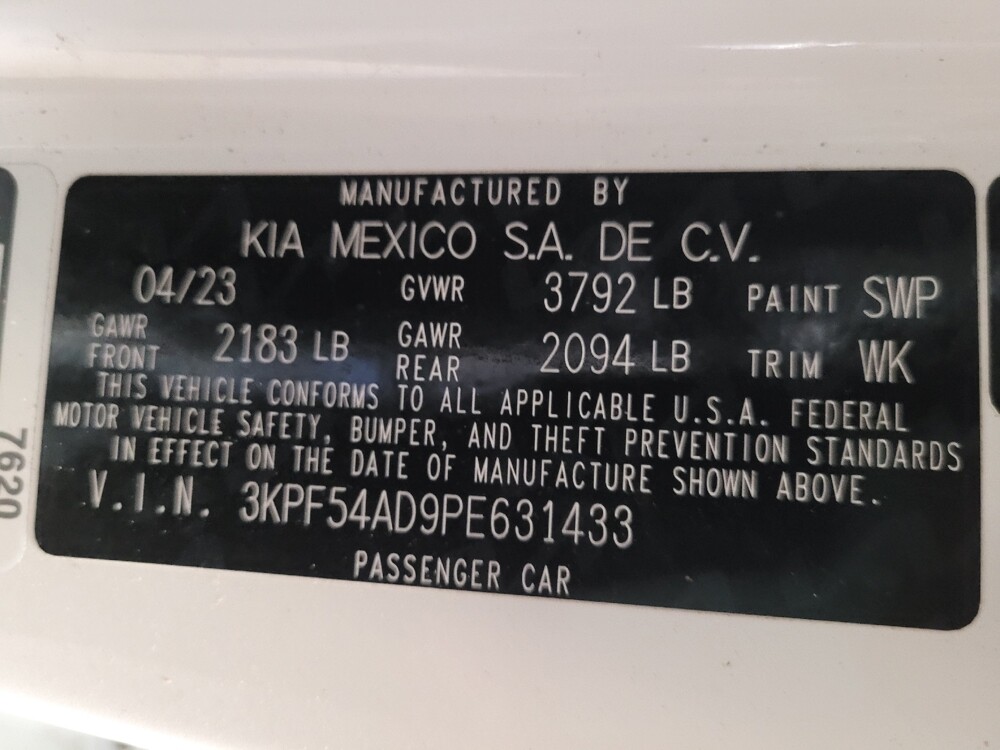 MANUFACTURED BY
KIA MEXICO S.A. DE C.V.
04/23 GVWR 3792 LB PAINT SWP
GAWR FRONT 2183 LB GAWR REAR 2094 LB TRIM WK
THIS VEHICLE CONFORMS TO ALL APPLICABLE U.S.A. FEDERAL
MOTOR VEHICLE SAFETY, BUMPER, AND THEFT PREVENTION STANDARDS
IN EFFECT ON THE DATE OF MANUFACTURE SHOWN ABOVE.
V.I.N. 3KPF54AD9PE631433
PASSENGER CAR
7620